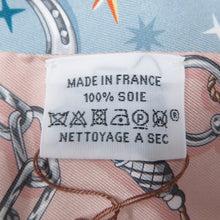 MADE IN FRANCE
100% SOIE
NETTOYAGE A SEC